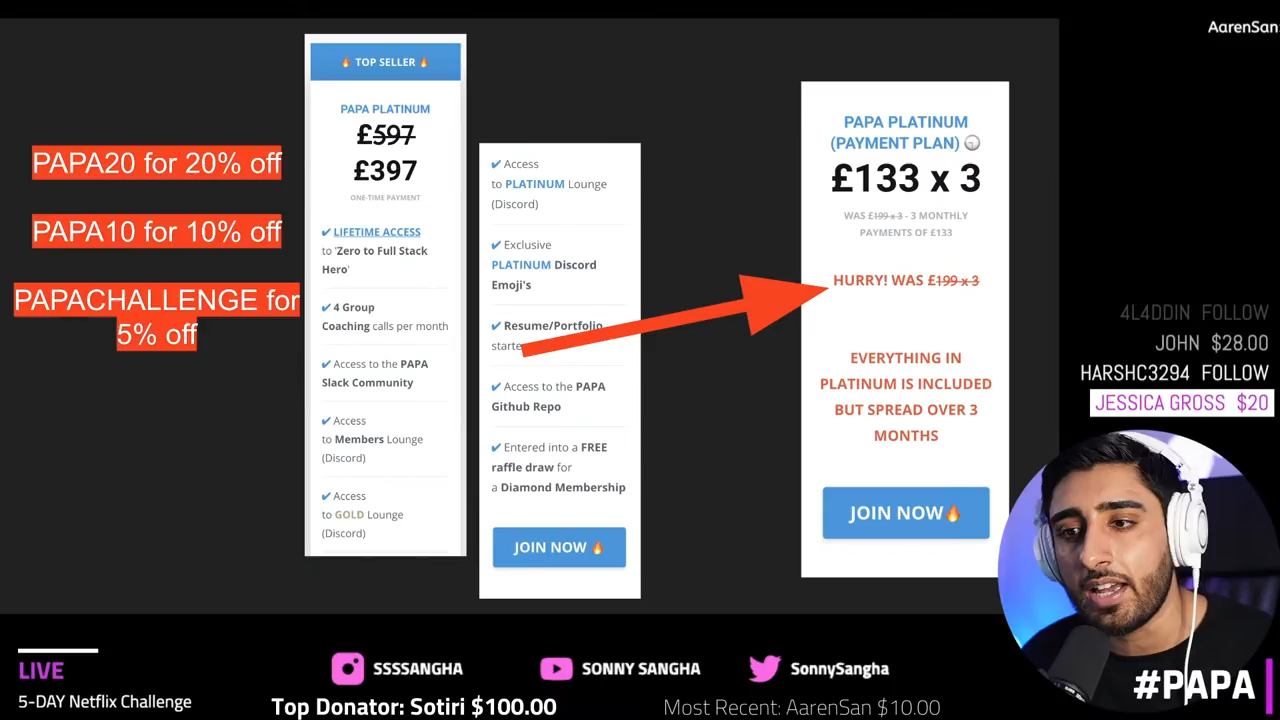 AarenSan
PAPA20 for 20% off
PAPA10 for 10% off
PAPACHALLENGE for
5% off
🔥 TOP SELLER 🔥
PAPA PLATINUM
£597
£397
ONE-TIME PAYMENT
✔ LIFETIME ACCESS
to 'Zero to Full Stack
Hero'
✔ 4 Group
Coaching calls per month
✔ Access to the PAPA
Slack Community
✔ Access
to Members Lounge
(Discord)
✔ Access
to GOLD Lounge
(Discord)
✔ Access
to PLATINUM Lounge
(Discord)
✔ Exclusive
PLATINUM Discord
Emoji's
✔ Resume/Portfolio
✔ Access to the PAPA
Github Repo
✔ Entered into a FREE
raffle draw for
a Diamond Membership
JOIN NOW 🔥
PAPA PLATINUM
(PAYMENT PLAN)
£133 x 3
WAS £199 x 3 - 3 MONTHLY
PAYMENTS OF £133
HURRY! WAS £199 x 3
EVERYTHING IN
PLATINUM IS INCLUDED
BUT SPREAD OVER 3
MONTHS
JOIN NOW🔥
4L4DDIN FOLLOW
JOHN $28.00
HARSHC3294 FOLLOW
JESSICA GROSS $20
LIVE
5-DAY Netflix Challenge
SSSSANGHA
SONNY SANGHA
SonnySangha
Top Donator: Sotiri $100.00
Most Recent: AarenSan $10.00
#PAPA